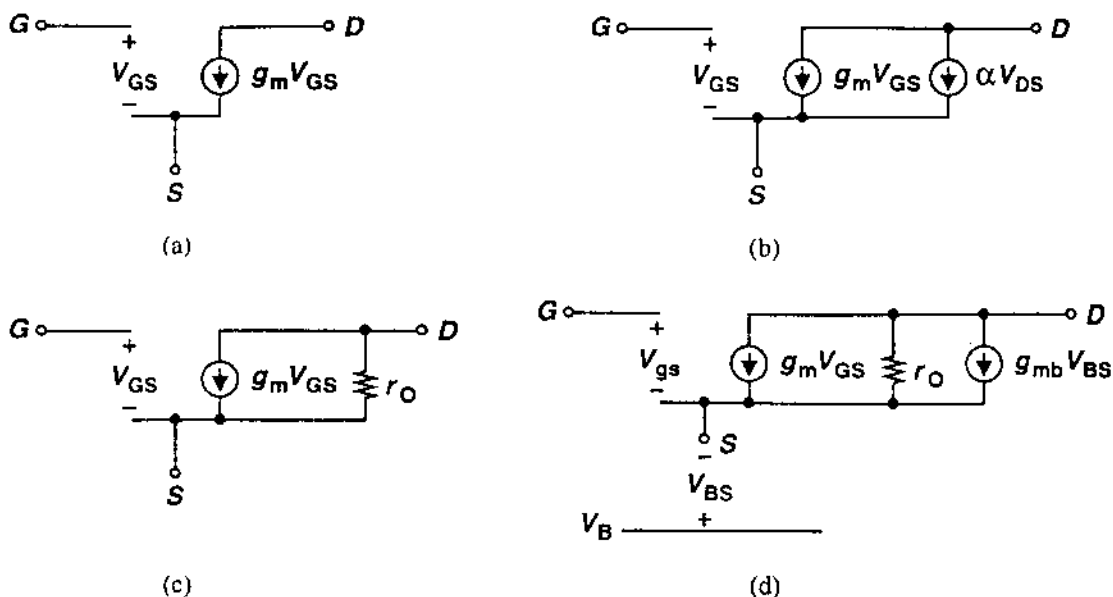 G + D
V_GS g_m V_GS
−
S
(a)
G + D
V_GS g_m V_GS αV_DS
−
S
(b)
G + D
V_GS g_m V_GS r_O
−
S
(c)
G + D
V_gs g_m V_GS r_O g_mb V_BS
−
S
−
V_BS
V_B +
(d)